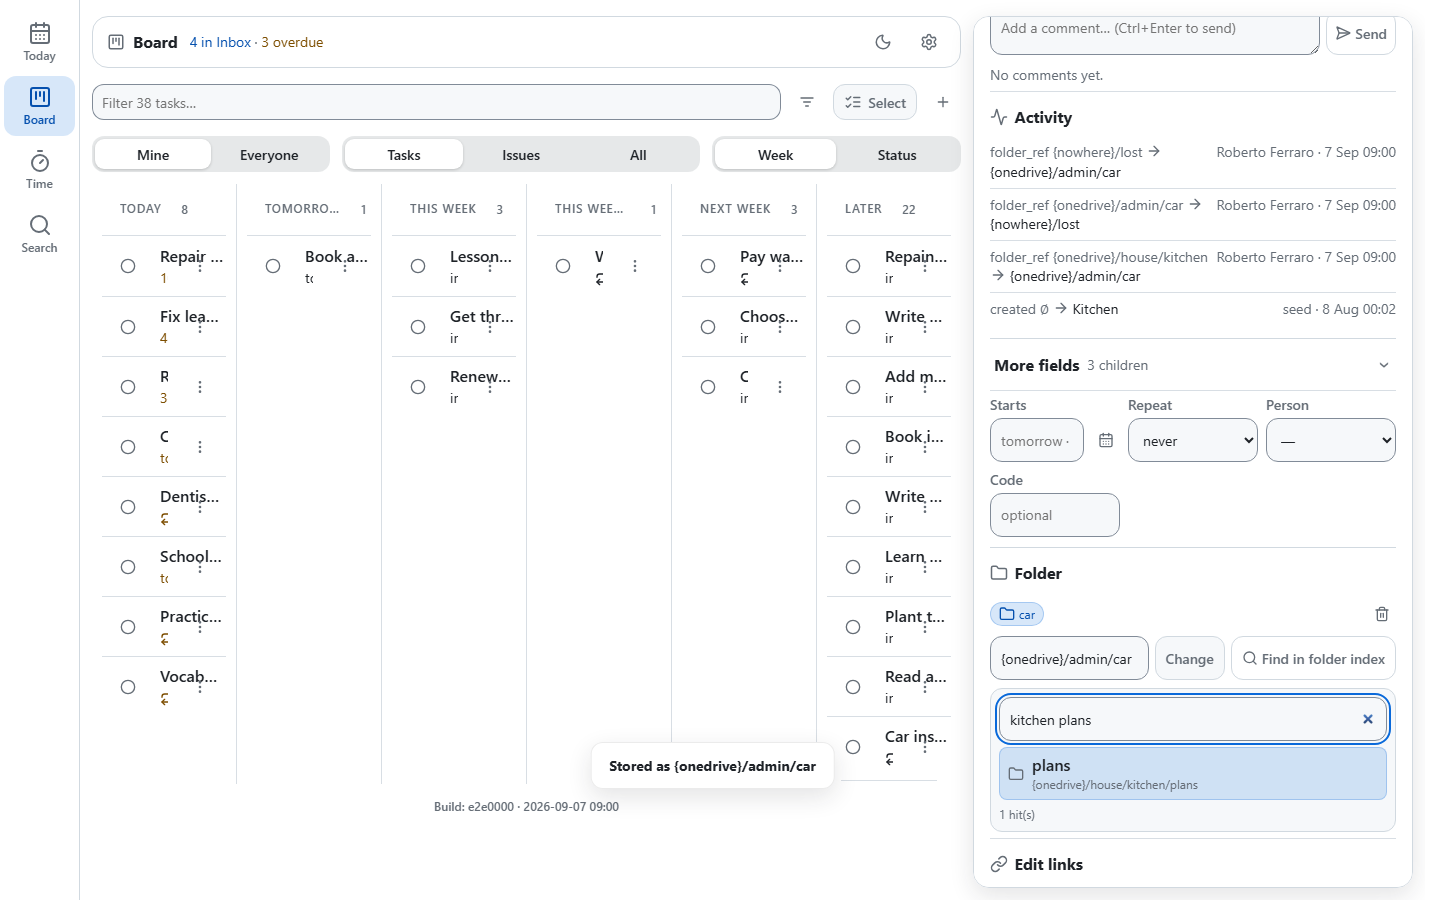 Today
Board
Time
Search
Board 4 in Inbox · 3 overdue
Filter 38 tasks...
Select
Mine
Everyone
Tasks
Issues
All
Week
Status
TODAY 8
Repair ...
1
Fix lea...
4
R
3
C
Dentis...
School...
Practic...
Vocab...
TOMORRO... 1
Book a...
THIS WEEK 3
Lesson...
Get thr...
Renew...
THIS WEE... 1
NEXT WEEK 3
Pay wa...
Choos...
C
LATER 22
Repain...
Write ...
Add m...
Book i...
Write ...
Learn ...
Plant t...
Read a...
Car ins...
Stored as {onedrive}/admin/car
Build: e2e0000 · 2026-09-07 09:00
Add a comment... (Ctrl+Enter to send)
Send
No comments yet.
Activity
folder_ref {nowhere}/lost → Roberto Ferraro · 7 Sep 09:00
{onedrive}/admin/car
folder_ref {onedrive}/admin/car → Roberto Ferraro · 7 Sep 09:00
{nowhere}/lost
folder_ref {onedrive}/house/kitchen Roberto Ferraro · 7 Sep 09:00
→ {onedrive}/admin/car
created ∅ → Kitchen seed · 8 Aug 00:02
More fields 3 children
Starts Repeat Person
tomorrow · never —
Code
optional
Folder
car
{onedrive}/admin/car Change Find in folder index
kitchen plans
plans
{onedrive}/house/kitchen/plans
1 hit(s)
Edit links